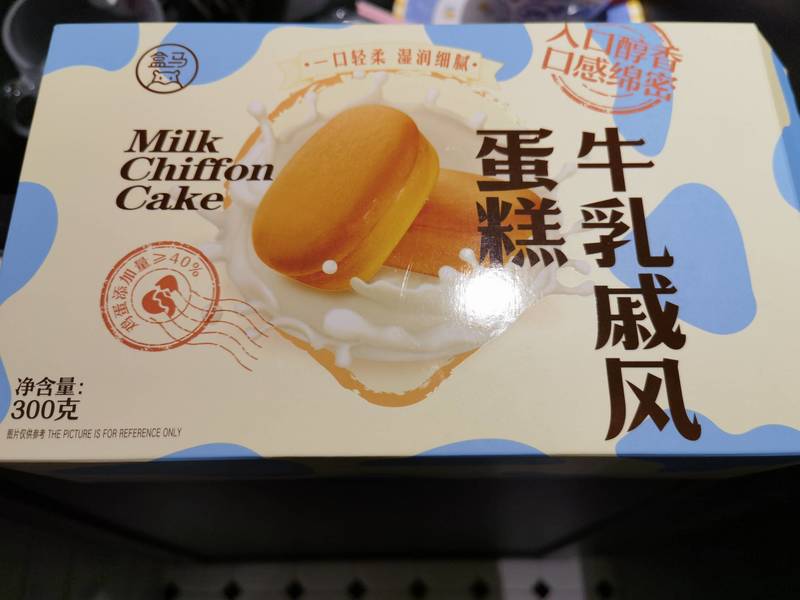 盒马
一口轻柔 湿润细腻
入口醇香
口感绵密
Milk
Chiffon
Cake
牛乳戚风
蛋糕
鸡蛋添加量≥40%
净含量:
300克
图片仅供参考 THE PICTURE IS FOR REFERENCE ONLY